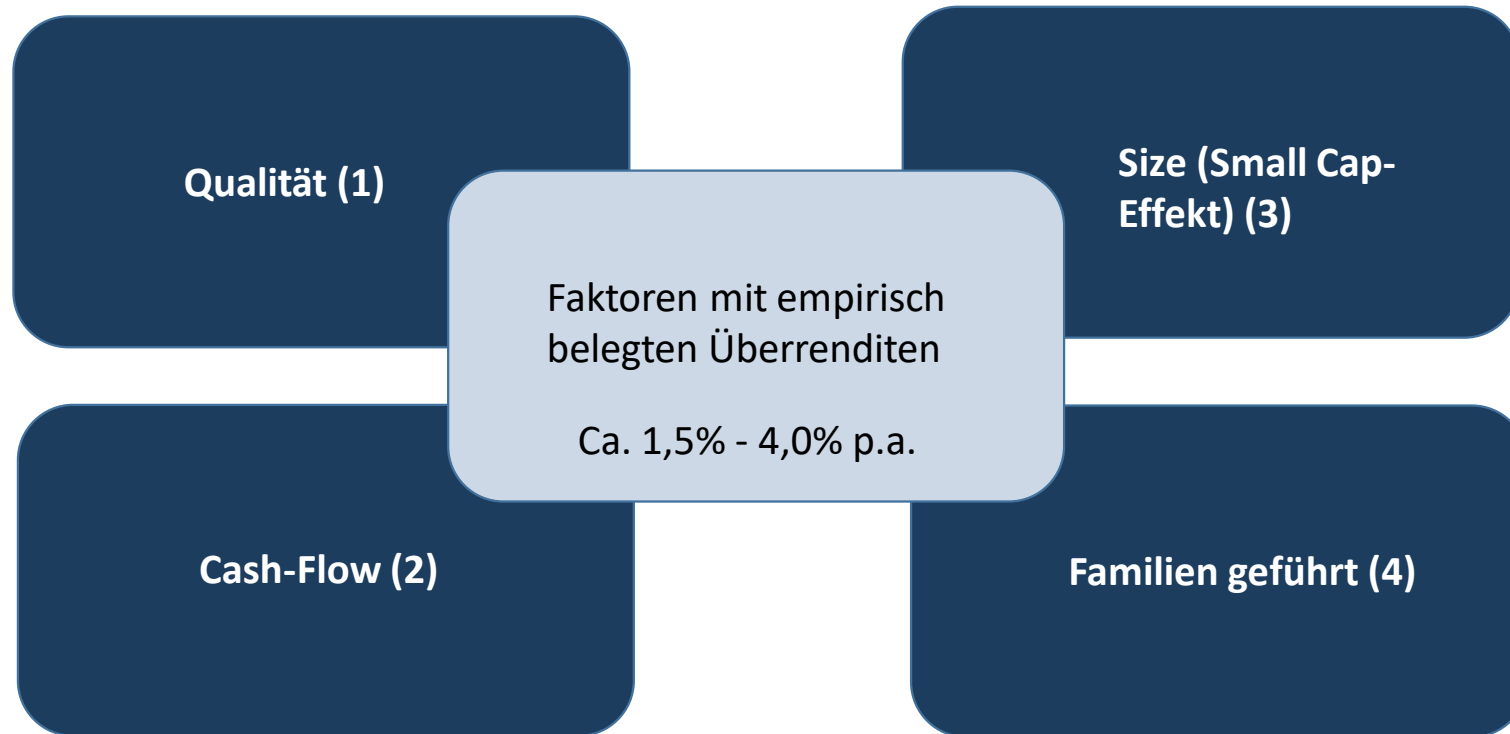 Qualität (1)
Size (Small Cap-
Effekt) (3)
Faktoren mit empirisch
belegten Überrenditen
Ca. 1,5% - 4,0% p.a.
Cash-Flow (2)
Familien geführt (4)